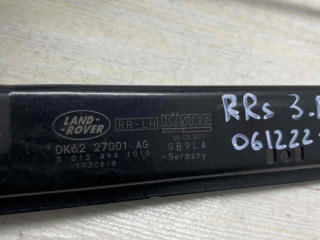 LAND-
ROVER
RR-LH
KÜSTER
DK62 27001 AG
GB9LA
Germany
RRs 3.
061222